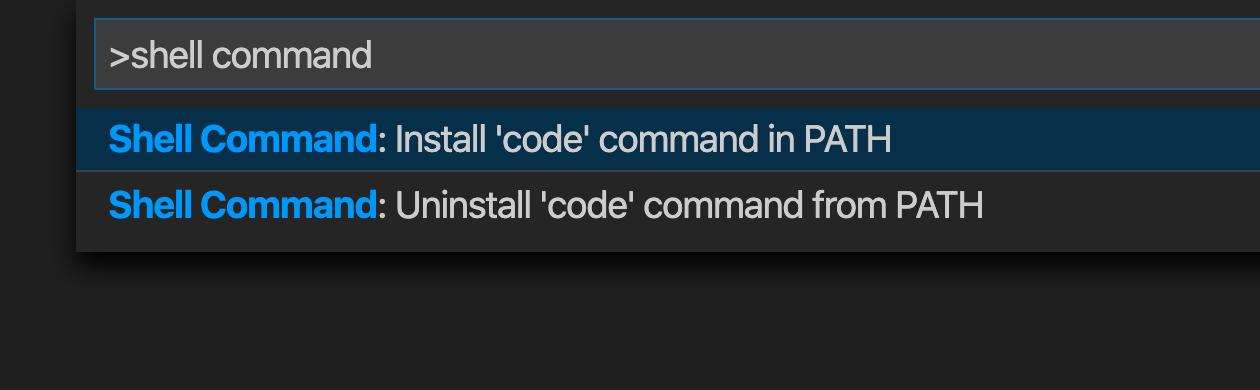 >shell command
Shell Command: Install 'code' command in PATH
Shell Command: Uninstall 'code' command from PATH